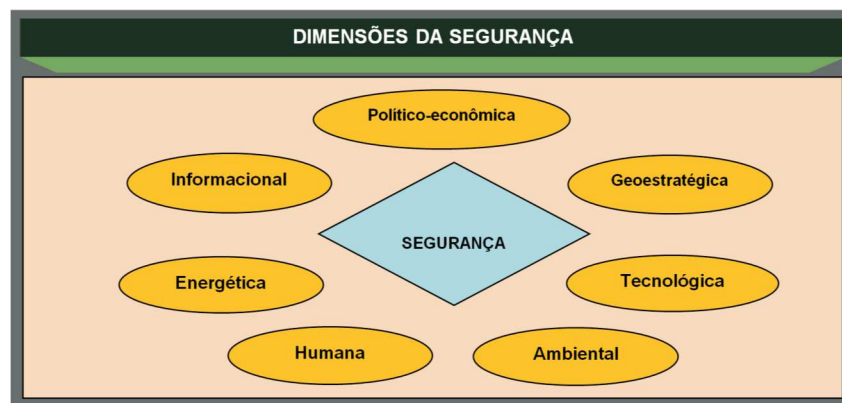 DIMENSÕES DA SEGURANÇA
Político-econômica
Informacional
Geoestratégica
SEGURANÇA
Energética
Tecnológica
Humana
Ambiental